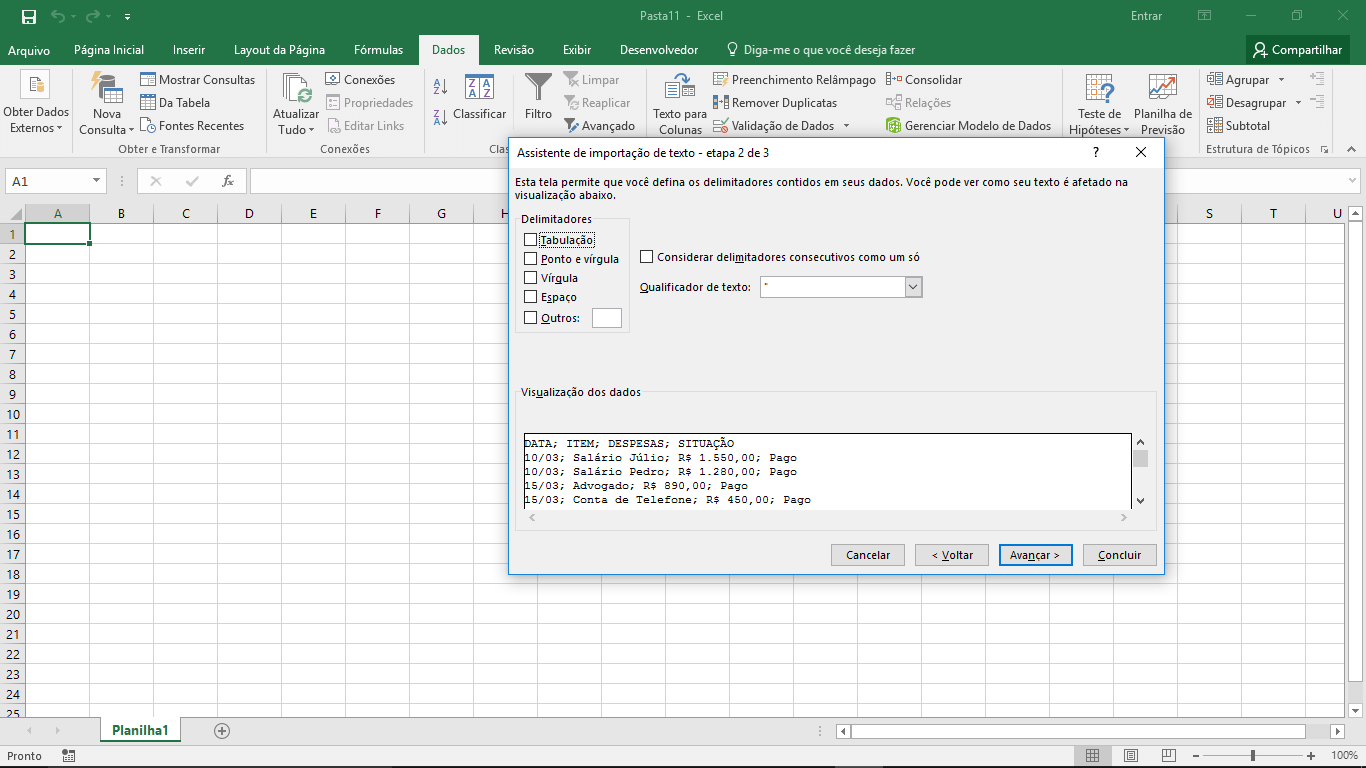 Pasta11 - Excel
Entrar
Arquivo Página Inicial Inserir Layout da Página Fórmulas Dados Revisão Exibir Desenvolvedor Diga-me o que você deseja fazer Compartilhar
Obter Dados Externos
Nova Consulta
Mostrar Consultas
Da Tabela
Fontes Recentes
Obter e Transformar
Atualizar Tudo
Conexões
Propriedades
Editar Links
Conexões
Classificar
Filtro
Limpar
Reaplicar
Avançado
Clas
Texto para Colunas
Preenchimento Relâmpago
Remover Duplicatas
Validação de Dados
Consolidar
Relações
Gerenciar Modelo de Dados
Teste de Hipóteses
Planilha de Previsão
Agrupar
Desagrupar
Subtotal
Estrutura de Tópicos
A1
fx
A B C D E F G H S T U
1
2
3
4
5
6
7
8
9
10
11
12
13
14
15
16
17
18
19
20
21
22
23
24
25
Assistente de importação de texto - etapa 2 de 3
?
Esta tela permite que você defina os delimitadores contidos em seus dados. Você pode ver como seu texto é afetado na
visualização abaixo.
Delimitadores
Tabulação
Ponto e vírgula
Vírgula
Espaço
Outros:
Considerar delimitadores consecutivos como um só
Qualificador de texto: "
Visualização dos dados
DATA; ITEM; DESPESAS; SITUAÇÃO
10/03; Salário Júlio; R$ 1.550,00; Pago
10/03; Salário Pedro; R$ 1.280,00; Pago
15/03; Advogado; R$ 890,00; Pago
15/03; Conta de Telefone; R$ 450,00; Pago
Cancelar < Voltar Avançar > Concluir
Planilha1
Pronto
100%